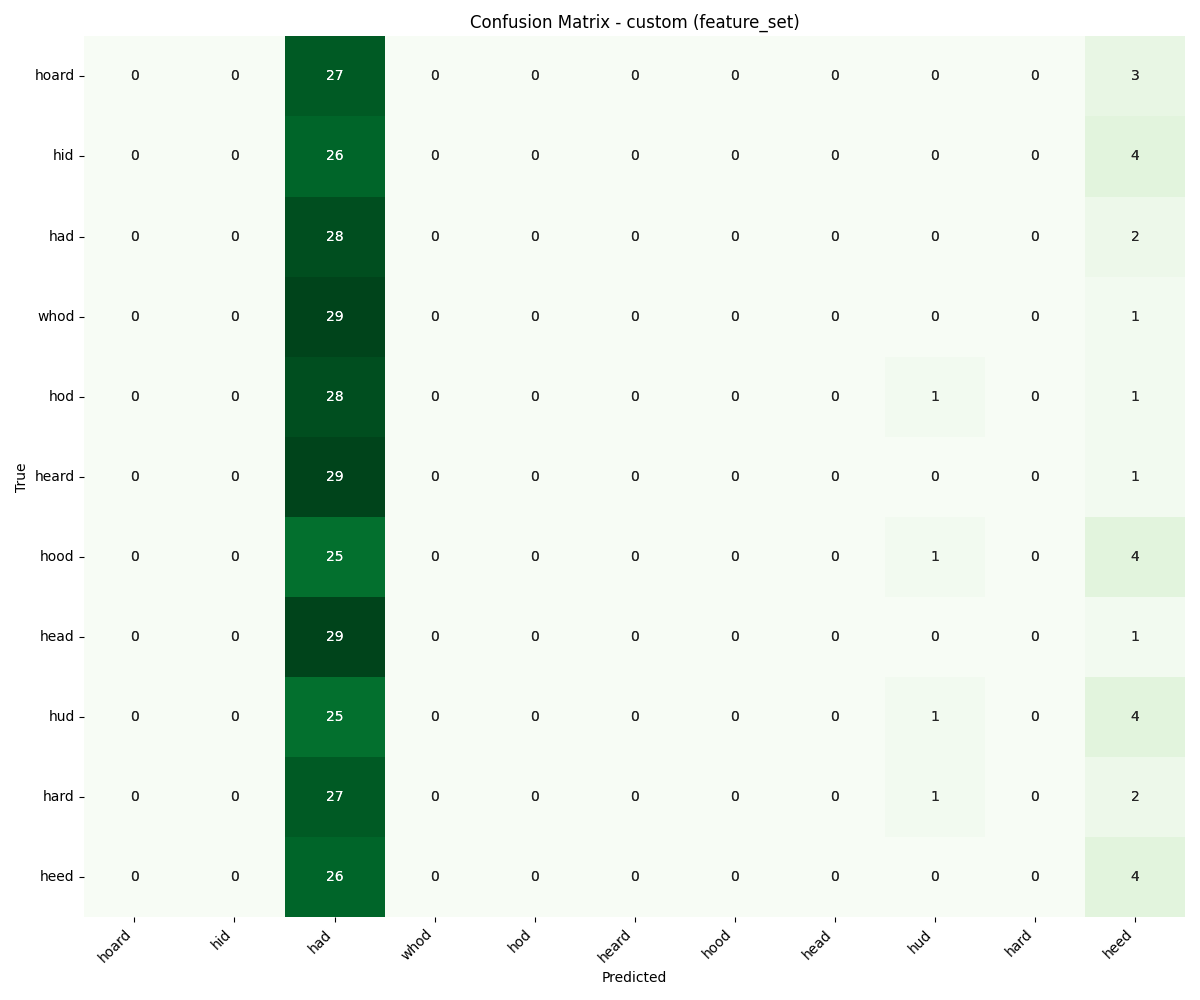 Confusion Matrix - custom (feature_set)
hoard 0 0 27 0 0 0 0 0 0 0 3
hid 0 0 26 0 0 0 0 0 0 0 4
had 0 0 28 0 0 0 0 0 0 0 2
whod 0 0 29 0 0 0 0 0 0 0 1
hod 0 0 28 0 0 0 0 0 1 0 1
True
heard 0 0 29 0 0 0 0 0 0 0 1
hood 0 0 25 0 0 0 0 0 1 0 4
head 0 0 29 0 0 0 0 0 0 0 1
hud 0 0 25 0 0 0 0 0 1 0 4
hard 0 0 27 0 0 0 0 0 1 0 2
heed 0 0 26 0 0 0 0 0 0 0 4
hoard hid had whod hod heard hood head hud hard heed
Predicted